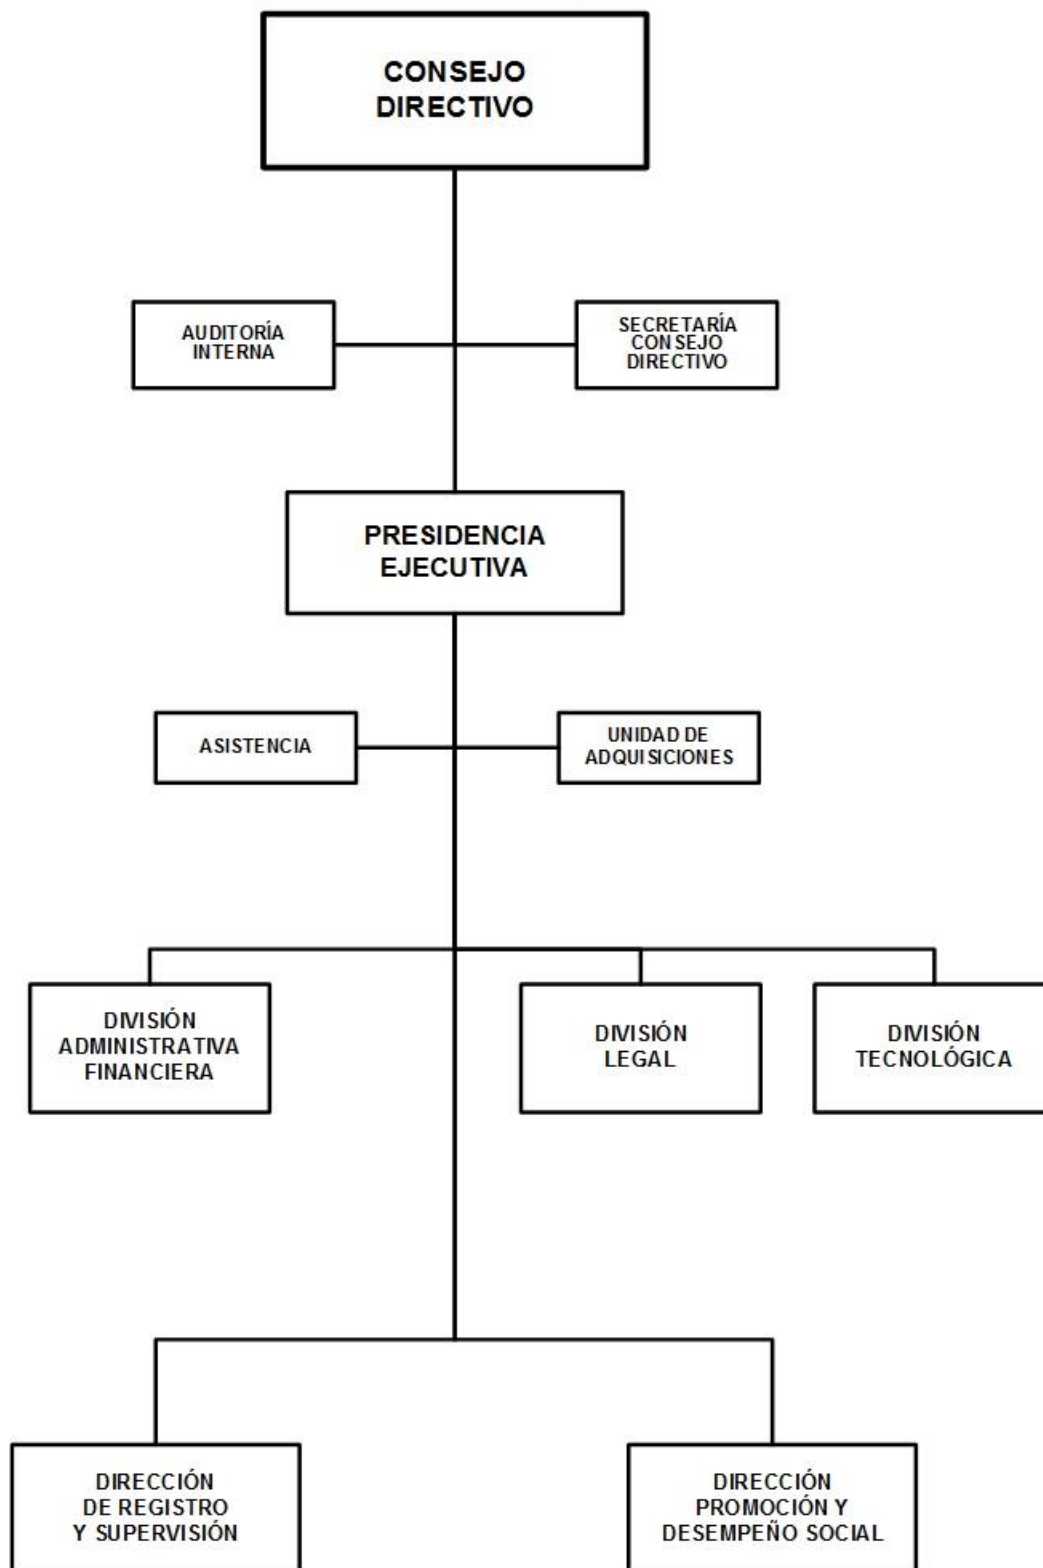 CONSEJO
DIRECTIVO
AUDITORÍA
INTERNA
SECRETARÍA
CONSEJO
DIRECTIVO
PRESIDENCIA
EJECUTIVA
ASISTENCIA
UNIDAD DE
ADQUISICIONES
DIVISIÓN
ADMINISTRATIVA
FINANCIERA
DIVISIÓN
LEGAL
DIVISIÓN
TECNOLÓGICA
DIRECCIÓN
DE REGISTRO
Y SUPERVISIÓN
DIRECCIÓN
PROMOCIÓN Y
DESEMPEÑO SOCIAL